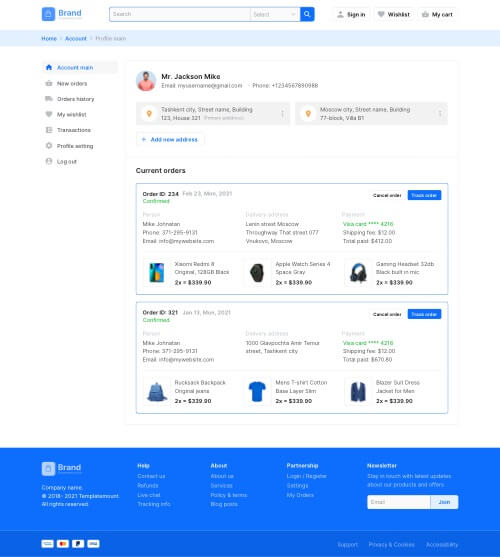 Brand
Search
Select
Sign in
Wishlist
My cart
Home > Account > Profile main
Account main
New orders
Orders history
My wishlist
Transactions
Profile setting
Log out
Mr. Jackson Mike
Email: myusername@gmail.com · Phone: +1234567890988
Tashkent city, Street name, Building
123, House 321 (Primary address)
Moscow city, Street name, Building
77-block, Villa 81
+ Add new address
Current orders
Order ID: 234 Feb 23, Mon, 2021
Confirmed
Cancel order
Track order
Person
Mike Johnatan
Phone: 371-295-9131
Email: info@mywebsite.com
Delivery address
Lenin street Moscow
Throughway That street 077
Vnukovo, Moscow
Payment
Visa card **** 4216
Shipping fee: $12.00
Total paid: $412.00
Xiaomi Redmi 8
Original, 128GB Black
2x = $339.90
Apple Watch Series 4
Space Gray
2x = $339.90
Gaming Headset 32db
Black built in mic
2x = $339.90
Order ID: 321 Jan 13, Mon, 2021
Confirmed
Cancel order
Track order
Person
Mike Johnatan
Phone: 371-295-9131
Email: info@mywebsite.com
Delivery address
1000 Glavpochta Amir Temur
street, Tashkent city
Payment
Visa card **** 4216
Shipping fee: $12.00
Total paid: $670.80
Rucksack Backpack
Original jeans
2x = $339.90
Mens T-shirt Cotton
Base Layer Slim
2x = $339.90
Blazer Suit Dress
Jacket for Men
2x = $339.90
Brand
Company name.
© 2018- 2021 Templatemount.
All rights reserved.
Help
Contact us
Refunds
Live chat
Tracking info
About
About us
Services
Policy & terms
Blog posts
Partnership
Login / Register
Settings
My Orders
Newsletter
Stay in touch with latest updates
about our products and offers
Email
Join
PayPal
VISA
Support
Privacy & Cookies
Accessibility